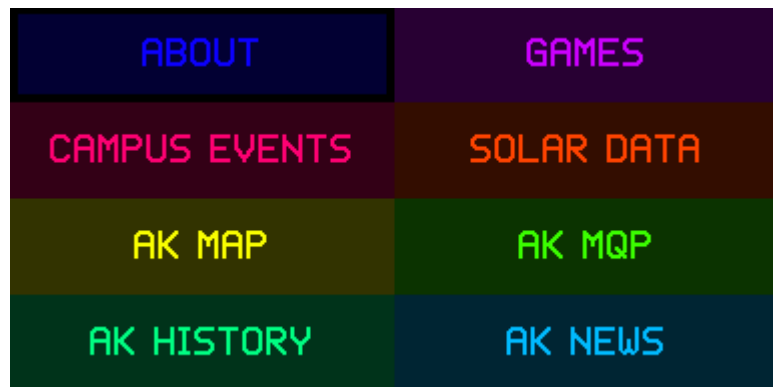 ABOUT
GAMES
CAMPUS EVENTS
SOLAR DATA
AK MAP
AK MQP
AK HISTORY
AK NEWS